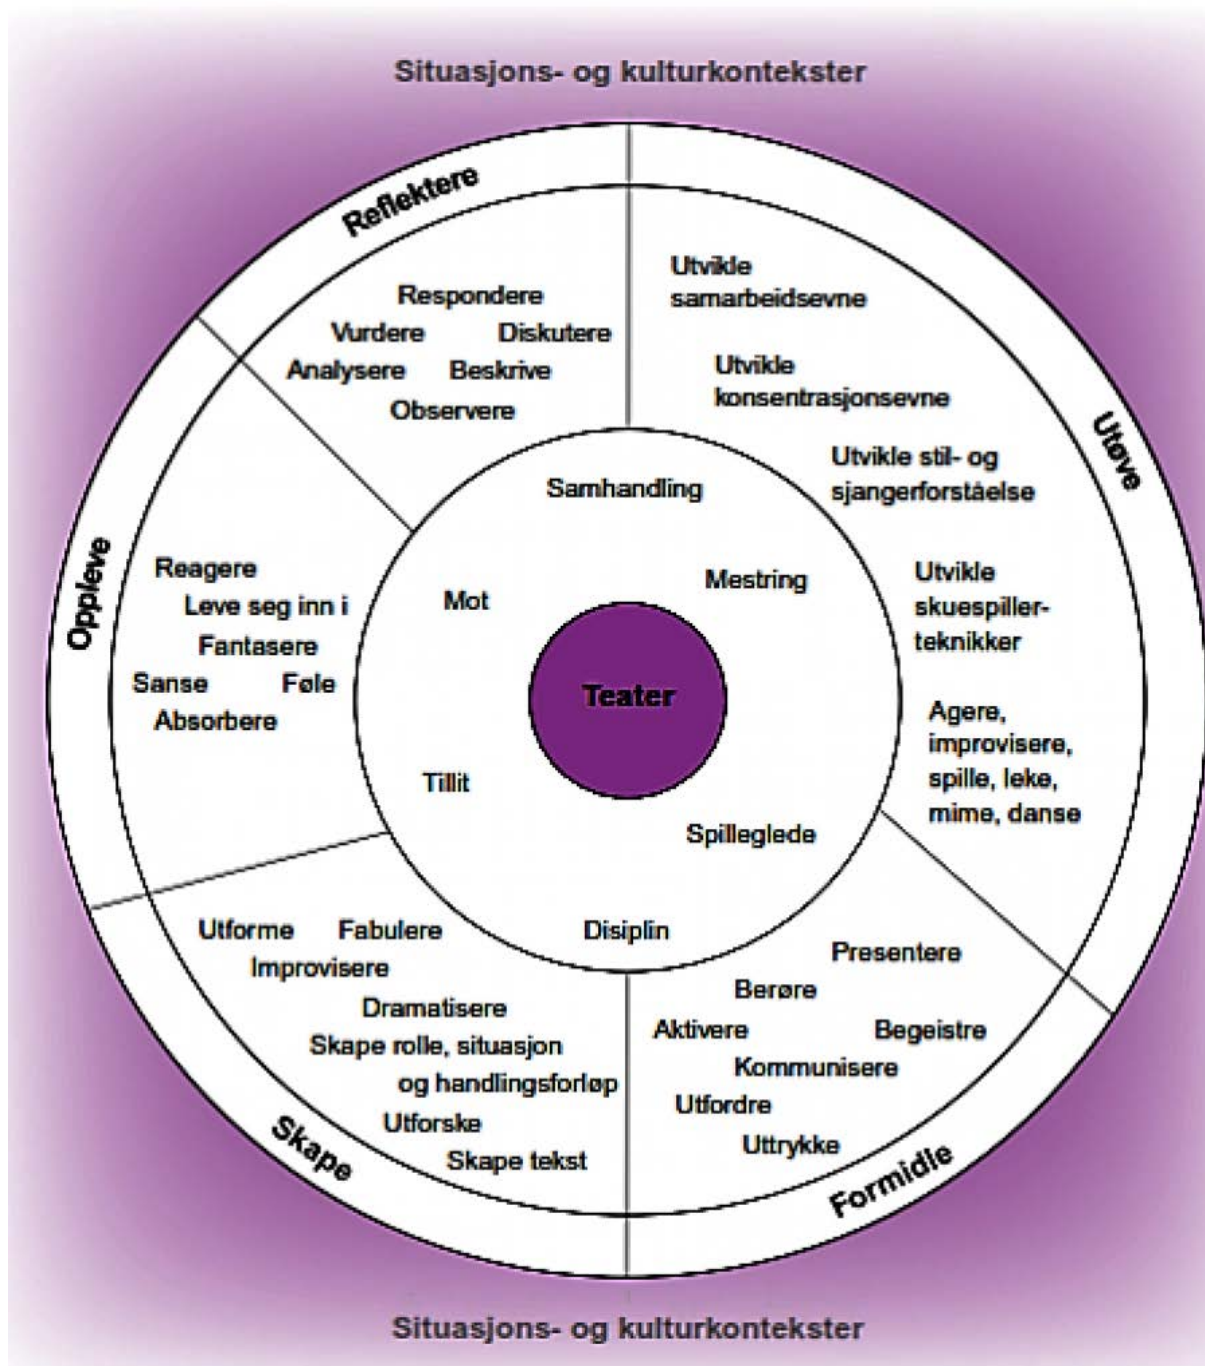 Situasjons- og kulturkontekster
Reflektere
Respondere
Vurdere Diskutere
Analysere Beskrive
Observere
Utøve
Utvikle
samarbeidsevne
Utvikle
konsentrasjonsevne
Utvikle stil- og
sjangerforståelse
Utvikle
skuespiller-
teknikker
Agere,
improvisere,
spille, leke,
mime, danse
Oppleve
Reagere
Leve seg inn i
Fantasere
Sanse Føle
Absorbere
Samhandling
Mot
Mestring
Teater
Tillit
Spilleglede
Disiplin
Skape
Utforme Fabulere
Improvisere
Dramatisere
Skape rolle, situasjon
og handlingsforløp
Utforske
Skape tekst
Formidle
Presentere
Berøre
Aktivere Begeistre
Kommunisere
Utfordre
Uttrykke
Situasjons- og kulturkontekster